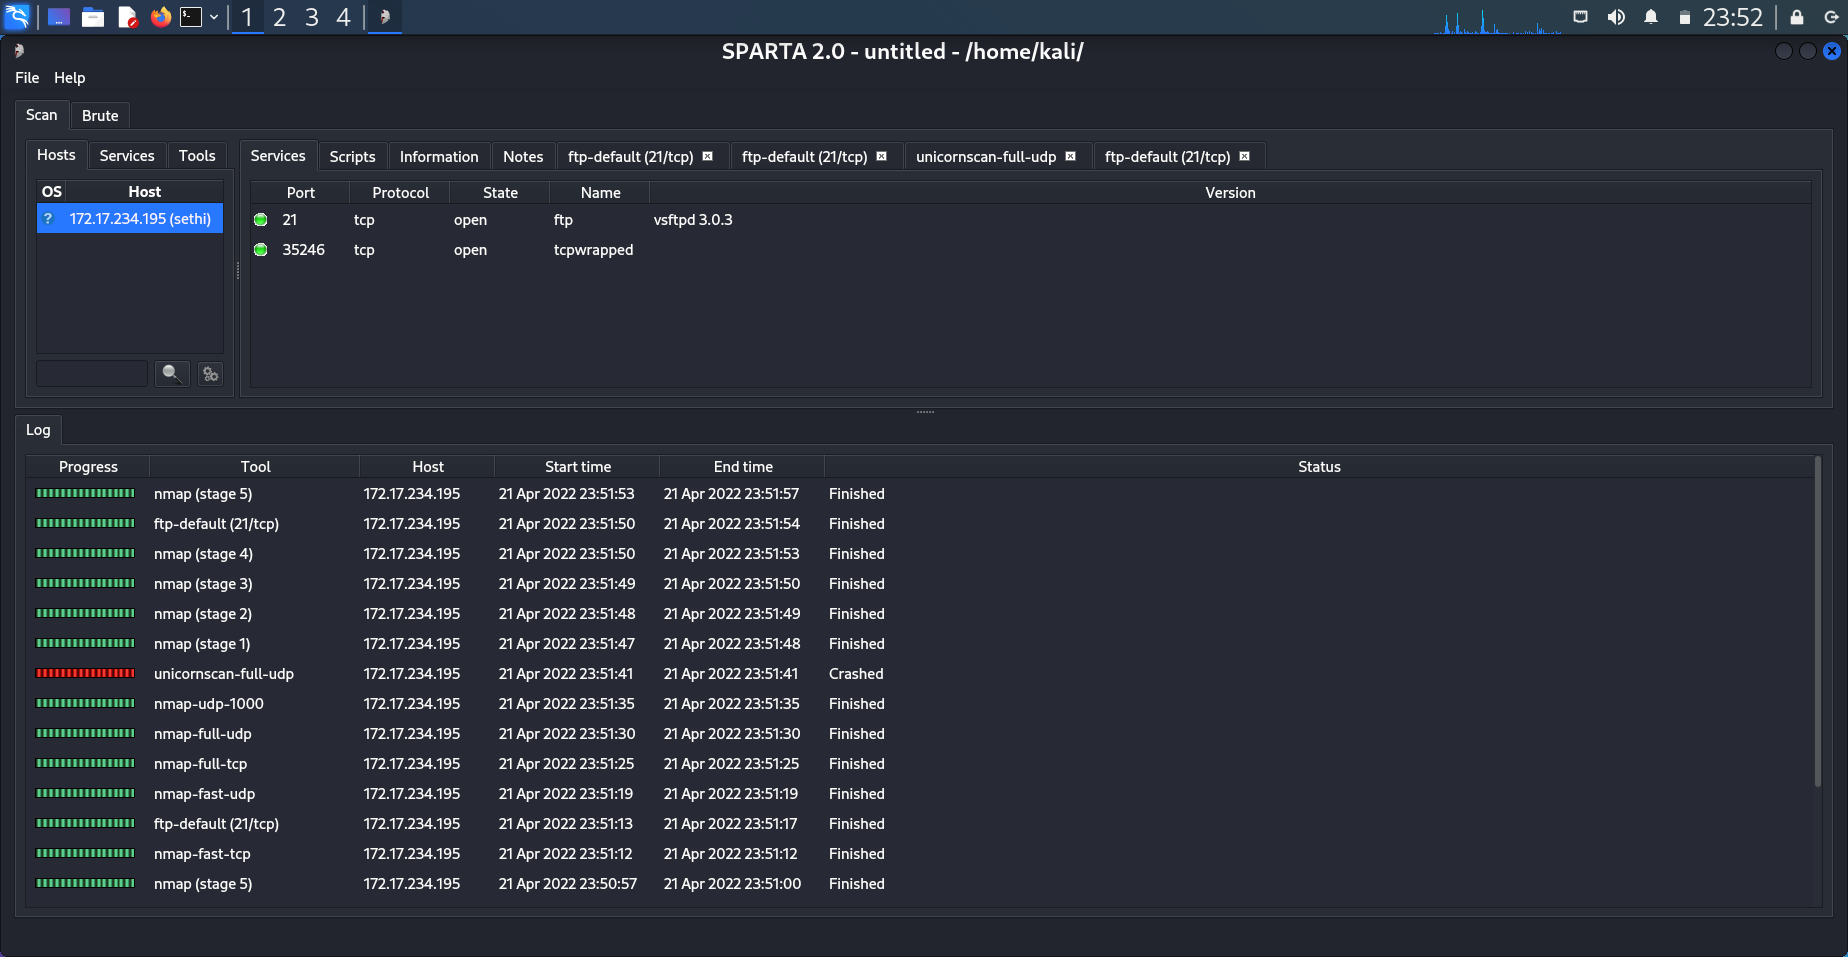 1 2 3 4 23:52
SPARTA 2.0 - untitled - /home/kali/
File Help
Scan Brute
Hosts Services Tools
OS Host
? 172.17.234.195 (sethi)
Services Scripts Information Notes ftp-default (21/tcp) ftp-default (21/tcp) unicornscan-full-udp ftp-default (21/tcp)
Port Protocol State Name Version
21 tcp open ftp vsftpd 3.0.3
35246 tcp open tcpwrapped
Log
Progress Tool Host Start time End time Status
nmap (stage 5) 172.17.234.195 21 Apr 2022 23:51:53 21 Apr 2022 23:51:57 Finished
ftp-default (21/tcp) 172.17.234.195 21 Apr 2022 23:51:50 21 Apr 2022 23:51:54 Finished
nmap (stage 4) 172.17.234.195 21 Apr 2022 23:51:50 21 Apr 2022 23:51:53 Finished
nmap (stage 3) 172.17.234.195 21 Apr 2022 23:51:49 21 Apr 2022 23:51:50 Finished
nmap (stage 2) 172.17.234.195 21 Apr 2022 23:51:48 21 Apr 2022 23:51:49 Finished
nmap (stage 1) 172.17.234.195 21 Apr 2022 23:51:47 21 Apr 2022 23:51:48 Finished
unicornscan-full-udp 172.17.234.195 21 Apr 2022 23:51:41 21 Apr 2022 23:51:41 Crashed
nmap-udp-1000 172.17.234.195 21 Apr 2022 23:51:35 21 Apr 2022 23:51:35 Finished
nmap-full-udp 172.17.234.195 21 Apr 2022 23:51:30 21 Apr 2022 23:51:30 Finished
nmap-full-tcp 172.17.234.195 21 Apr 2022 23:51:25 21 Apr 2022 23:51:25 Finished
nmap-fast-udp 172.17.234.195 21 Apr 2022 23:51:19 21 Apr 2022 23:51:19 Finished
ftp-default (21/tcp) 172.17.234.195 21 Apr 2022 23:51:13 21 Apr 2022 23:51:17 Finished
nmap-fast-tcp 172.17.234.195 21 Apr 2022 23:51:12 21 Apr 2022 23:51:12 Finished
nmap (stage 5) 172.17.234.195 21 Apr 2022 23:50:57 21 Apr 2022 23:51:00 Finished